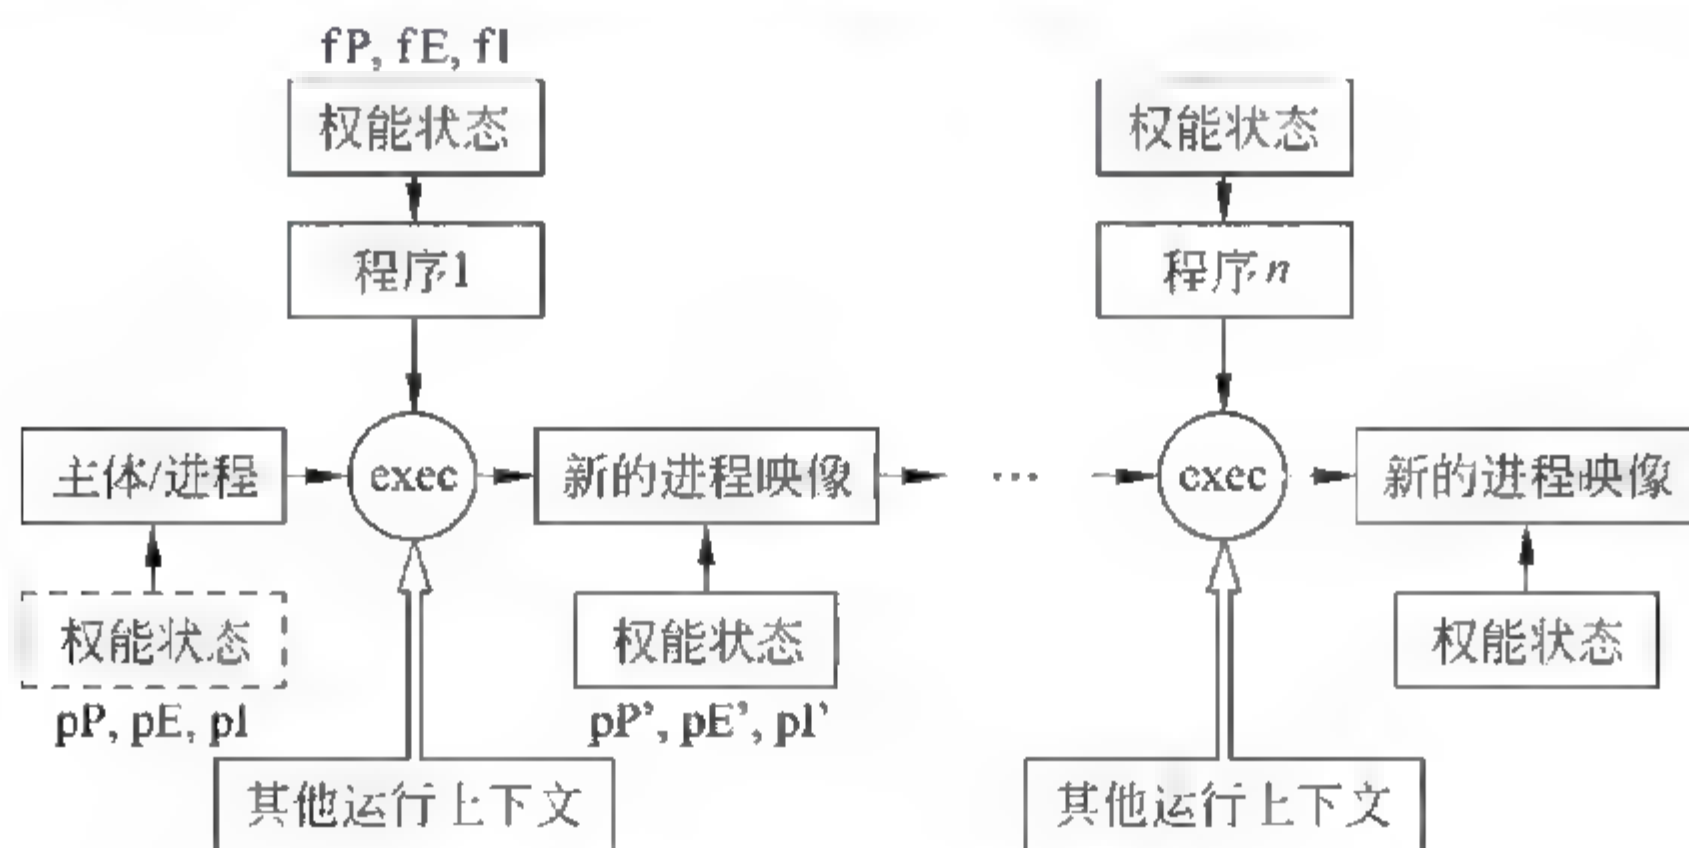 fP, fE, fI
权能状态
权能状态
程序1
程序n
主体/进程
exec
新的进程映像
...
exec
新的进程映像
权能状态
权能状态
权能状态
pP, pE, pI
pP’, pE’, pI’
其他运行上下文
其他运行上下文